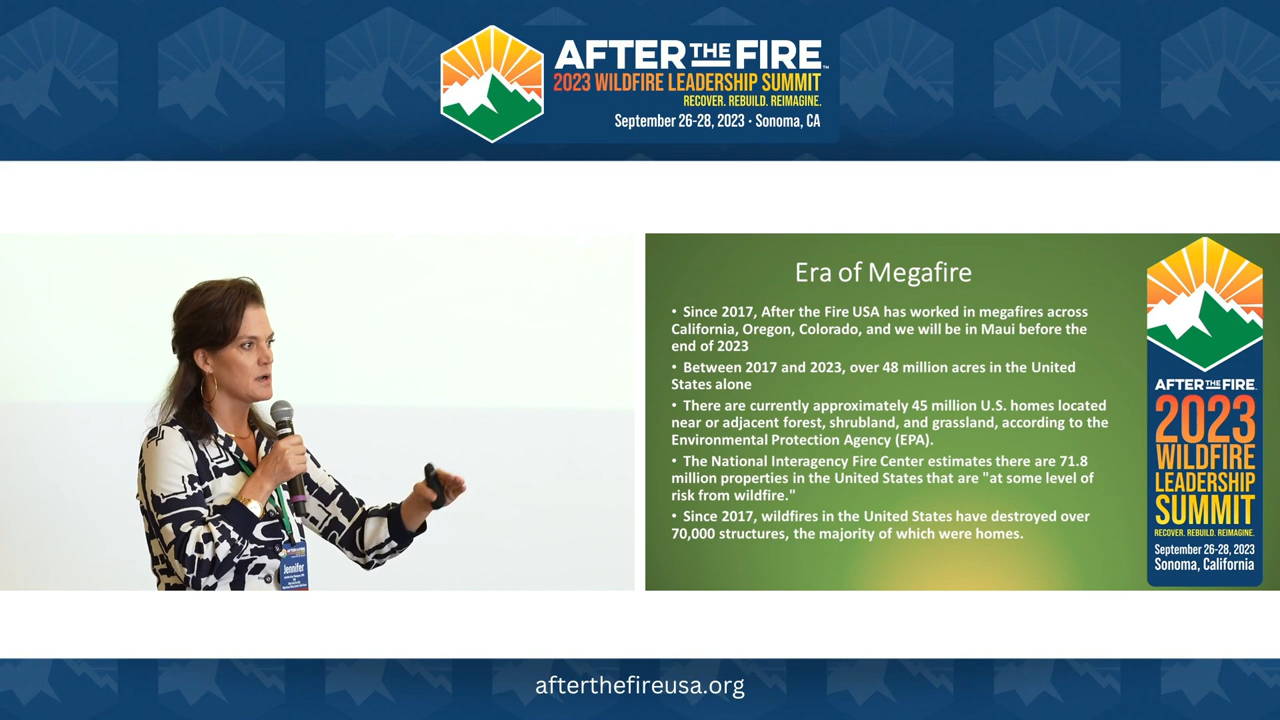 AFTER THE FIRE™
2023 WILDFIRE LEADERSHIP SUMMIT
RECOVER. REBUILD. REIMAGINE.
September 26-28, 2023 • Sonoma, CA
Jennifer
Era of Megafire
• Since 2017, After the Fire USA has worked in megafires across
California, Oregon, Colorado, and we will be in Maui before the
end of 2023
• Between 2017 and 2023, over 48 million acres in the United
States alone
• There are currently approximately 45 million U.S. homes located
near or adjacent forest, shrubland, and grassland, according to the
Environmental Protection Agency (EPA).
• The National Interagency Fire Center estimates there are 71.8
million properties in the United States that are "at some level of
risk from wildfire."
• Since 2017, wildfires in the United States have destroyed over
70,000 structures, the majority of which were homes.
AFTER THE FIRE
2023
WILDFIRE
LEADERSHIP
SUMMIT
RECOVER. REBUILD. REIMAGINE.
September 26-28, 2023
Sonoma, California
afterthefireusa.org